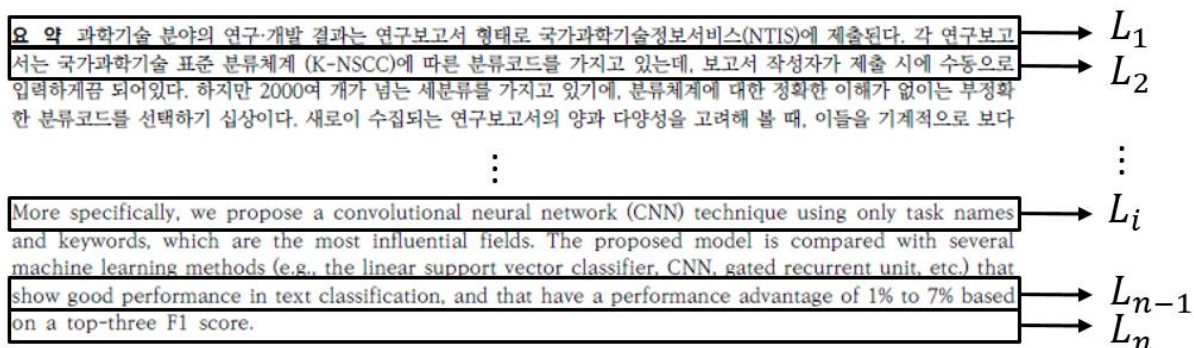 요 약 과학기술 분야의 연구·개발 결과는 연구보고서 형태로 국가과학기술정보서비스(NTIS)에 제출된다. 각 연구보고 L₁
서는 국가과학기술 표준 분류체계 (K-NSCC)에 따른 분류코드를 가지고 있는데, 보고서 작성자가 제출 시에 수동으로 L₂
입력하게끔 되어있다. 하지만 2000여 개가 넘는 세분류를 가지고 있기에, 분류체계에 대한 정확한 이해가 없이는 부정확
한 분류코드를 선택하기 십상이다. 새로이 수집되는 연구보고서의 양과 다양성을 고려해 볼 때, 이들을 기계적으로 보다
⋮ ⋮
More specifically, we propose a convolutional neural network (CNN) technique using only task names Lᵢ
and keywords, which are the most influential fields. The proposed model is compared with several
machine learning methods (e.g., the linear support vector classifier, CNN, gated recurrent unit, etc.) that
show good performance in text classification, and that have a performance advantage of 1% to 7% based Lₙ₋₁
on a top-three F1 score. Lₙ